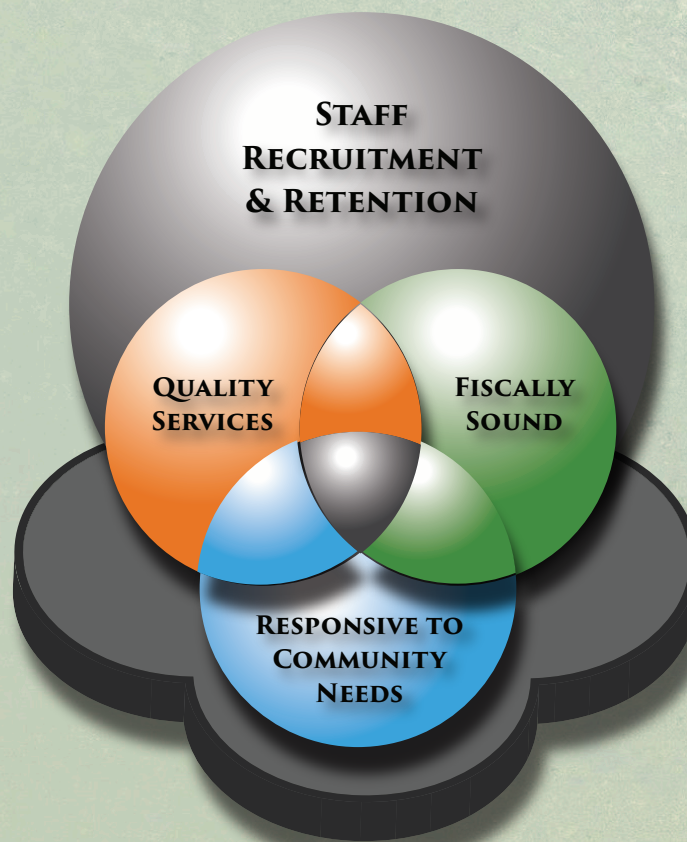 Staff
Recruitment
& Retention
Quality
Services
Fiscally
Sound
Responsive to
Community
Needs